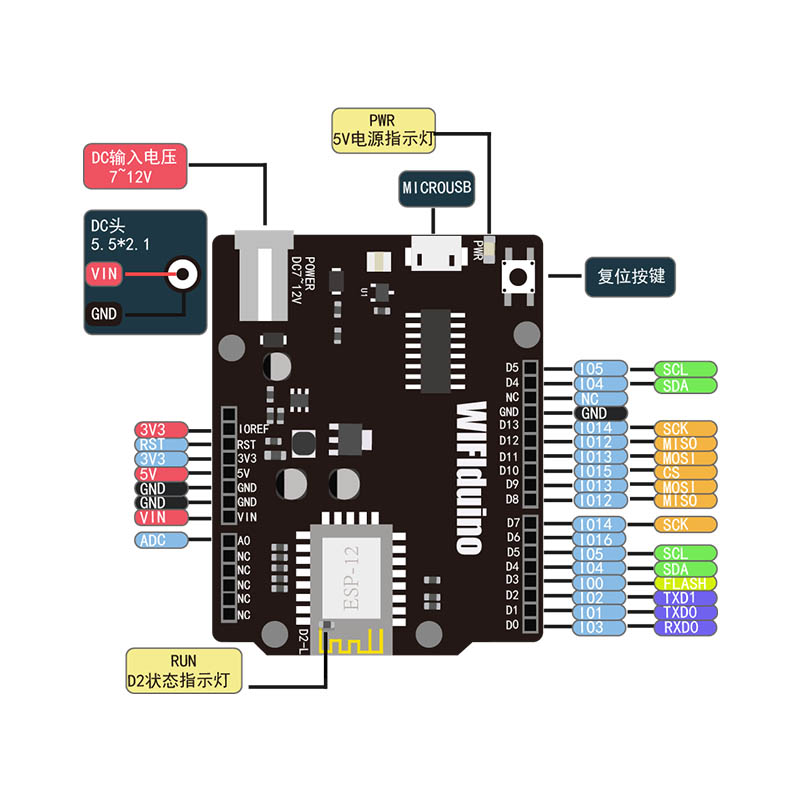 PWR
5V电源指示灯
DC输入电压
7~12V
MICROUSB
DC头
5.5*2.1
VIN
GND
POWER
DC7~12V
U1
PWR
复位按键
D5 IO5 SCL
D4 IO4 SDA
NC NC
GND GND
D13 IO14 SCK
D12 IO12 MISO
D11 IO13 MOSI
D10 IO15 CS
D9 IO13 MOSI
D8 IO12 MISO
3V3 IOREF
RST RST
3V3 3V3
5V 5V
GND GND
GND GND
VIN VIN
ADC A0
NC
NC
NC
NC
NC
WIFIduino
D7 IO14 SCK
D6 IO16
D5 IO5 SCL
D4 IO4 SDA
D3 IO0 FLASH
D2 IO2 TXD1
D1 IO1 TXD0
D0 IO3 RXD0
ESP-12
D2-L
RUN
D2状态指示灯